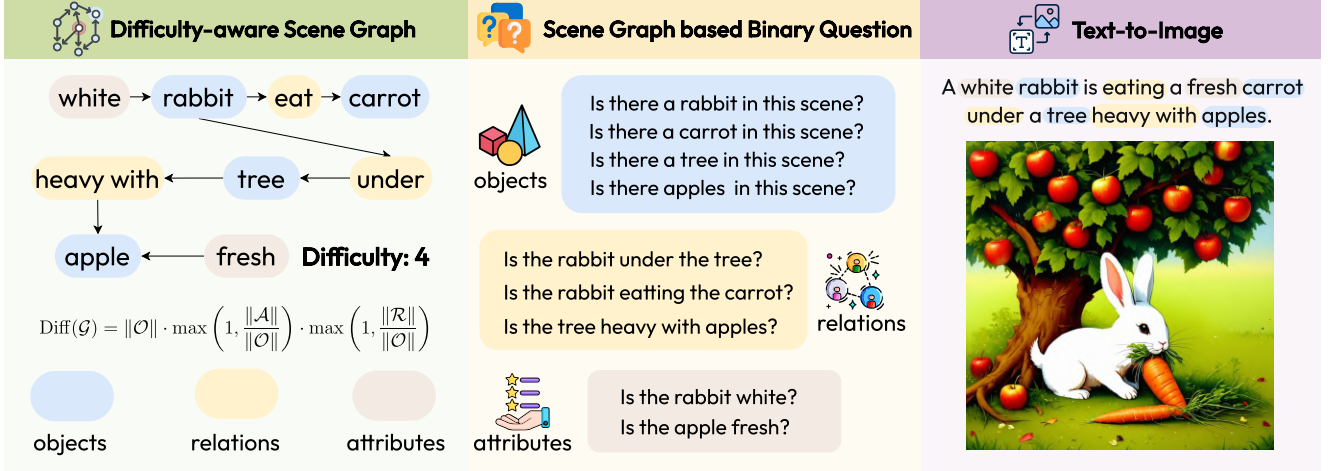 Difficulty-aware Scene Graph
white rabbit eat carrot
heavy with tree under
apple fresh Difficulty: 4
Diff(𝒢) = ‖𝒪‖ · max (1, ‖𝒜‖/‖𝒪‖) · max (1, ‖ℛ‖/‖𝒪‖)
objects relations attributes
Scene Graph based Binary Question
objects
Is there a rabbit in this scene?
Is there a carrot in this scene?
Is there a tree in this scene?
Is there apples in this scene?
Is the rabbit under the tree?
Is the rabbit eatting the carrot?
Is the tree heavy with apples?
relations
attributes
Is the rabbit white?
Is the apple fresh?
T
Text-to-Image
A white rabbit is eating a fresh carrot
under a tree heavy with apples.